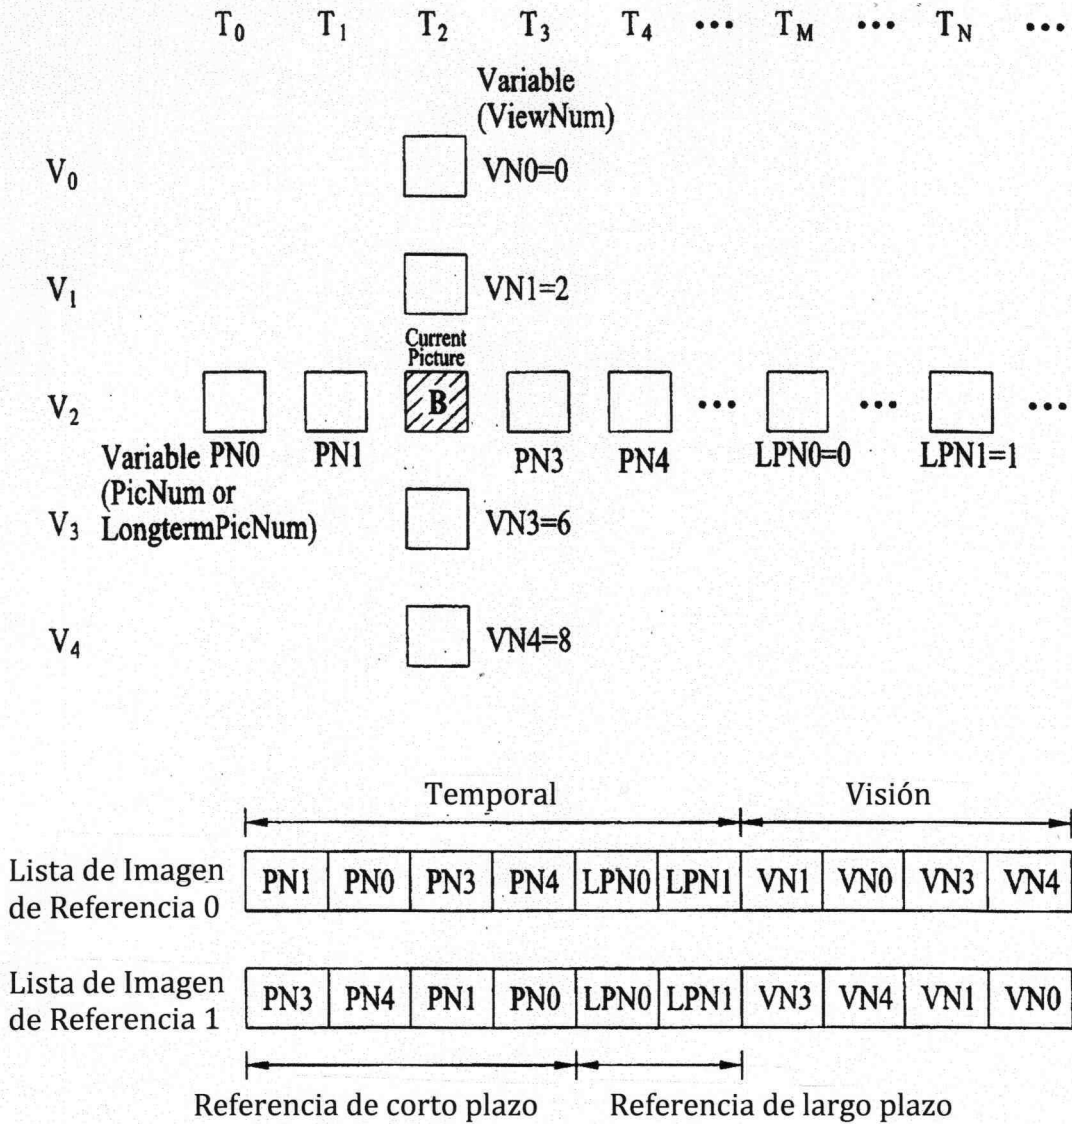 T0 T1 T2 T3 T4 ••• TM ••• TN •••
Variable
(ViewNum)
V0 VN0=0
V1 VN1=2
Current
Picture
V2 B ••• ••• •••
Variable PN0 PN1 PN3 PN4 LPN0=0 LPN1=1
(PicNum or
V3 LongtermPicNum) VN3=6
V4 VN4=8
Temporal Visión
Lista de Imagen
de Referencia 0
PN1 PN0 PN3 PN4 LPN0 LPN1 VN1 VN0 VN3 VN4
Lista de Imagen
de Referencia 1
PN3 PN4 PN1 PN0 LPN0 LPN1 VN3 VN4 VN1 VN0
Referencia de corto plazo Referencia de largo plazo